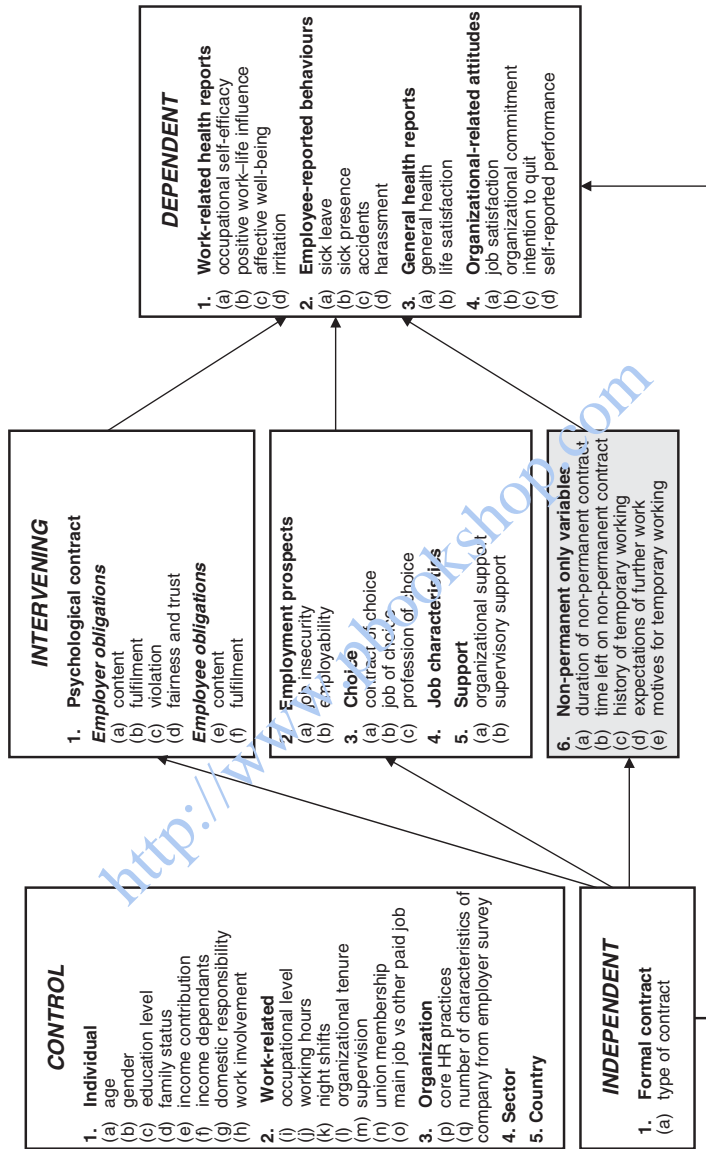 CONTROL
1. Individual
(a) age
(b) gender
(c) education level
(d) family status
(e) income contribution
(f) income dependants
(g) domestic responsibility
(h) work involvement
2. Work-related
(i) occupational level
(j) working hours
(k) night shifts
(l) organizational tenure
(m) supervision
(n) union membership
(o) main job vs other paid job
3. Organization
(p) core HR practices
(q) number of characteristics of
company from employer survey
4. Sector
5. Country
INDEPENDENT
1. Formal contract
(a) type of contract
INTERVENING
1. Psychological contract
Employer obligations
(a) content
(b) fulfilment
(c) violation
(d) fairness and trust
Employee obligations
(e) content
(f) fulfilment
2 Employment prospects
(a) job insecurity
(b) employability
3. Choice
(a) contract of choice
(b) job of choice
(c) profession of choice
4. Job characteristics
5. Support
(a) organizational support
(b) supervisory support
6. Non-permanent only variables
(a) duration of non-permanent contract
(b) time left on non-permanent contract
(c) history of temporary working
(d) expectations of further work
(e) motives for temporary working
DEPENDENT
1. Work-related health reports
(a) occupational self-efficacy
(b) positive work–life influence
(c) affective well-being
(d) irritation
2. Employee-reported behaviours
(a) sick leave
(b) sick presence
(c) accidents
(d) harassment
3. General health reports
(a) general health
(b) life satisfaction
4. Organizational-related attitudes
(a) job satisfaction
(b) organizational commitment
(c) intention to quit
(d) self-reported performance
http://www.pbookshop.com